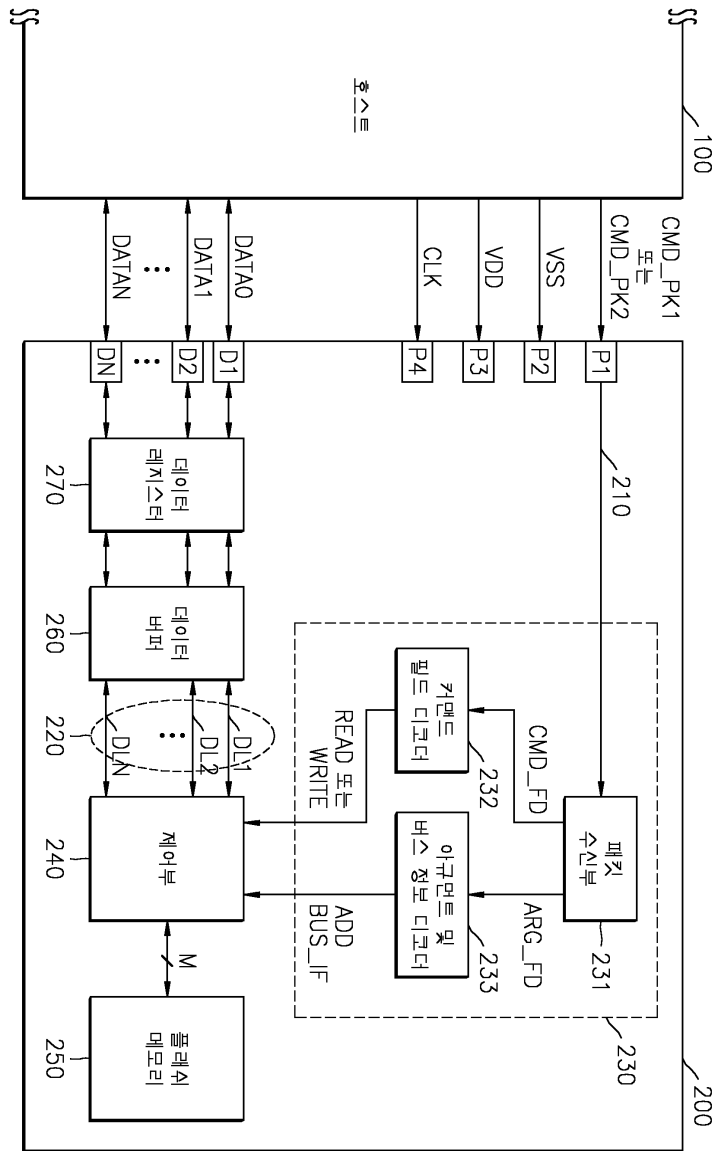 100
호스트
200
CMD_PK1
또는
CMD_PK2
VSS
VDD
CLK
DATA0
DATA1
...
DATAN
P1
P2
P3
P4
D1
D2
...
DN
210
패킷
수신부
231
230
CMD_FD
ARG_FD
커맨드
필드 디코더
232
아규먼트 및
버스 정보 디코더
233
READ 또는
WRITE
ADD
BUS_IF
데이터
레지스터
270
데이터
버퍼
260
DL1
DL2
...
DLN
220
제어부
240
M
플래쉬
메모리
250